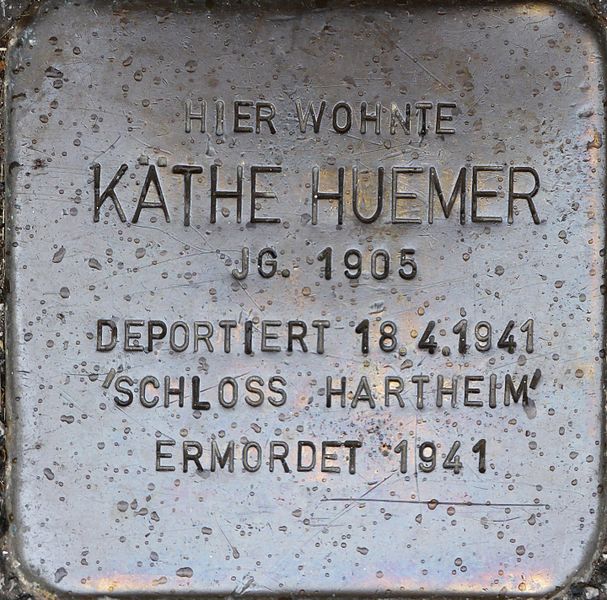 HIER WOHNTE
KÄTHE HUEMER
JG. 1905
DEPORTIERT 18.4.1941
'SCHLOSS HARTHEIM'
ERMORDET 1941